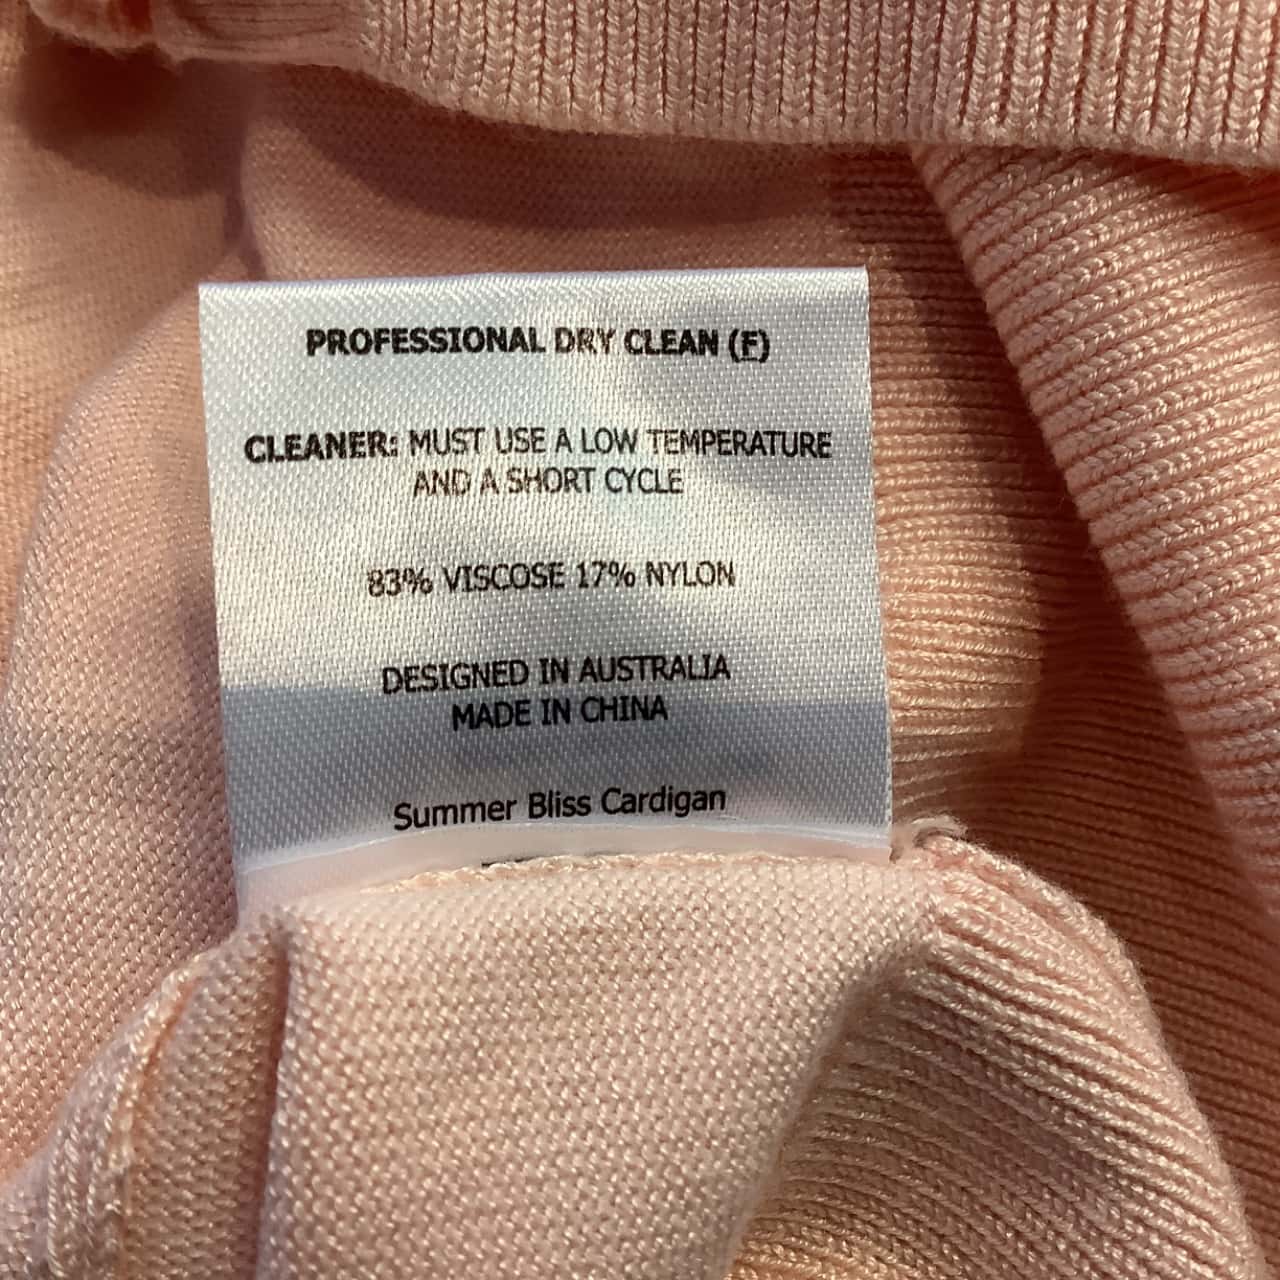 PROFESSIONAL DRY CLEAN (F)
CLEANER: MUST USE A LOW TEMPERATURE
AND A SHORT CYCLE
83% VISCOSE 17% NYLON
DESIGNED IN AUSTRALIA
MADE IN CHINA
Summer Bliss Cardigan